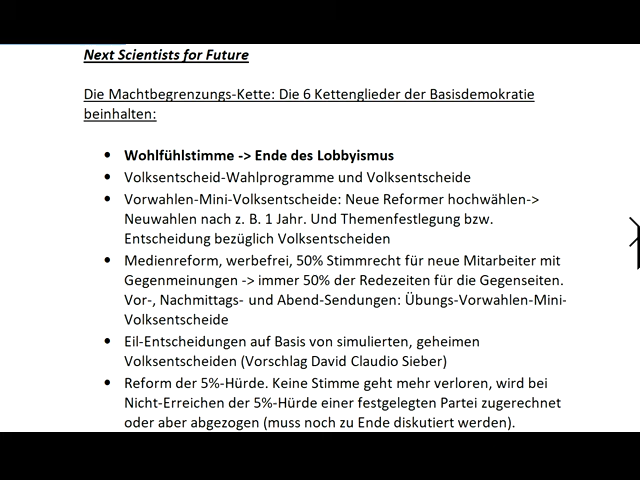 Next Scientists for Future
Die Machtbegrenzungs-Kette: Die 6 Kettenglieder der Basisdemokratie
beinhalten:
• Wohlfühlstimme -> Ende des Lobbyismus
• Volksentscheid-Wahlprogramme und Volksentscheide
• Vorwahlen-Mini-Volksentscheide: Neue Reformer hochwählen->
Neuwahlen nach z. B. 1 Jahr. Und Themenfestlegung bzw.
Entscheidung bezüglich Volksentscheiden
• Medienreform, werbefrei, 50% Stimmrecht für neue Mitarbeiter mit
Gegenmeinungen -> immer 50% der Redezeiten für die Gegenseiten.
Vor-, Nachmittags- und Abend-Sendungen: Übungs-Vorwahlen-Mini-
Volksentscheide
• Eil-Entscheidungen auf Basis von simulierten, geheimen
Volksentscheiden (Vorschlag David Claudio Sieber)
• Reform der 5%-Hürde. Keine Stimme geht mehr verloren, wird bei
Nicht-Erreichen der 5%-Hürde einer festgelegten Partei zugerechnet
oder aber abgezogen (muss noch zu Ende diskutiert werden).